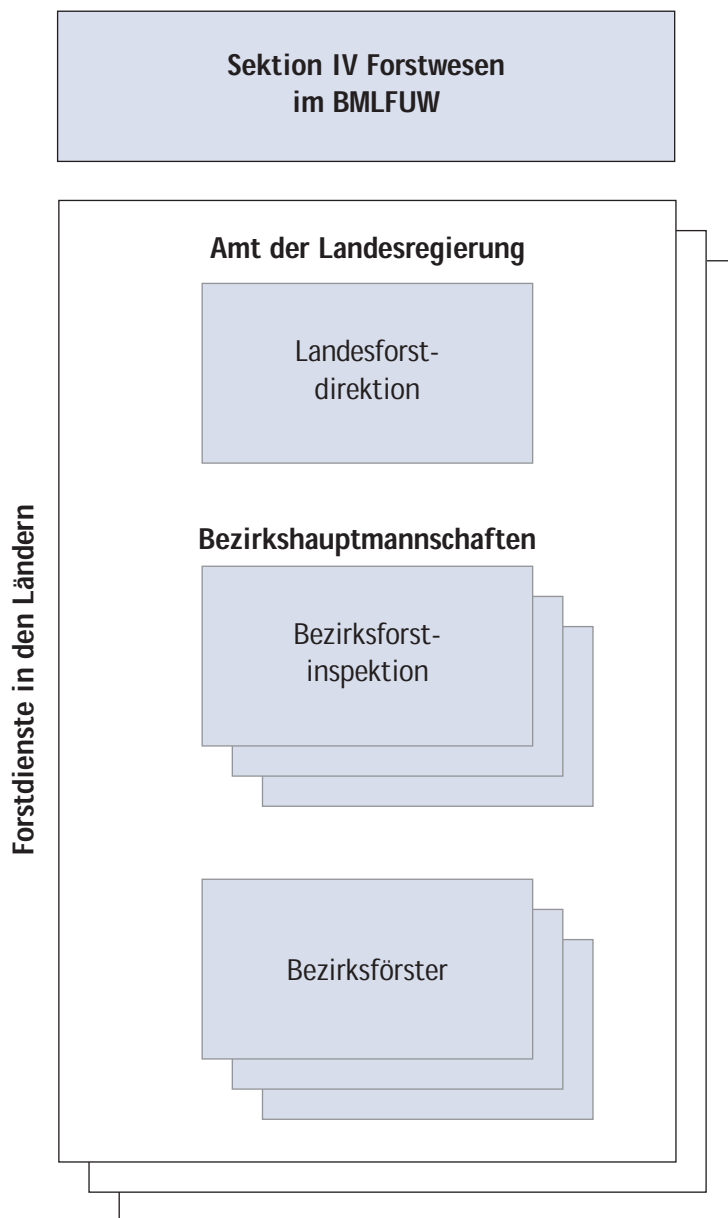 Sektion IV Forstwesen
im BMLFUW
Forstdienste in den Ländern
Amt der Landesregierung
Landesforst-
direktion
Bezirkshauptmannschaften
Bezirksforst-
inspektion
Bezirksförster